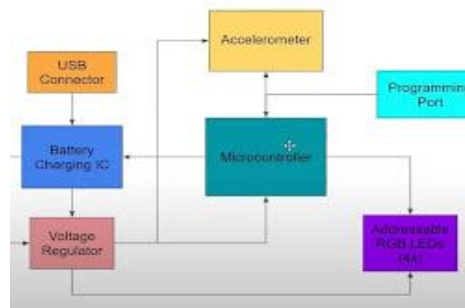 Accelerometer
USB
Connector
Programmin
Port
Battery
Charging IC
Microcontroller
Voltage
Regulator
Addressable
RGB LEDs
(4x)